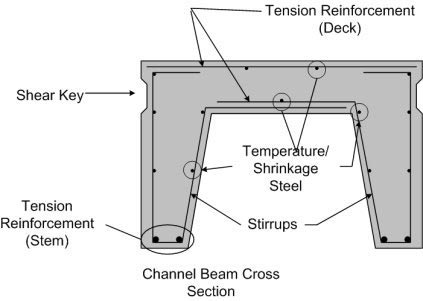 Tension Reinforcement
(Deck)
Shear Key
Temperature/
Shrinkage
Steel
Tension
Reinforcement
(Stem)
Stirrups
Channel Beam Cross
Section